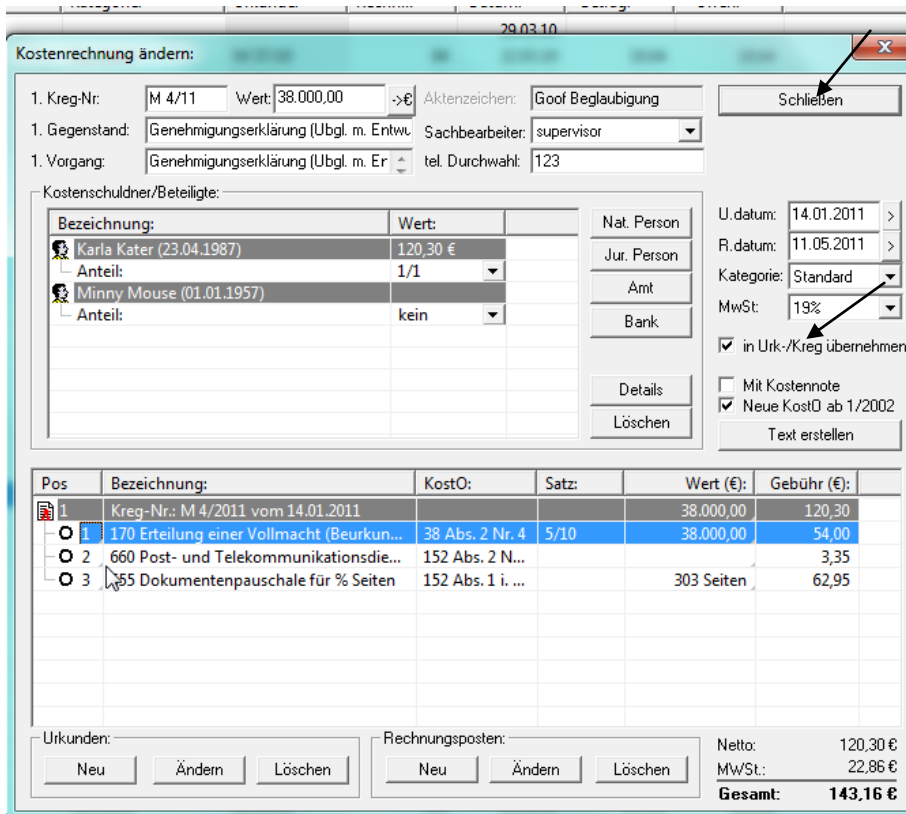 29.03.10
Kostenrechnung ändern:
1. Kreg-Nr: M 4/11 Wert: 38.000,00 ->€ Aktenzeichen: Goof Beglaubigung Schließen
1. Gegenstand: Genehmigungserklärung (Ubgl. m. Entwu Sachbearbeiter: supervisor
1. Vorgang: Genehmigungserklärung (Ubgl. m. Er tel. Durchwahl: 123
Kostenschuldner/Beteiligte:
Bezeichnung: Wert: Nat. Person U.datum: 14.01.2011 >
Karla Kater (23.04.1987) 120,30 € Jur. Person R.datum: 11.05.2011 >
Anteil: 1/1 Amt Kategorie: Standard
Minny Mouse (01.01.1957)
Anteil: kein Bank MwSt: 19%
in Urk-/Kreg übernehmen
Details Mit Kostennote
Neue KostO ab 1/2002
Löschen Text erstellen
Pos Bezeichnung: KostO: Satz: Wert (€): Gebühr (€):
1 Kreg-Nr.: M 4/2011 vom 14.01.2011 38.000,00 120,30
1 170 Erteilung einer Vollmacht (Beurkun... 38 Abs. 2 Nr. 4 5/10 38.000,00 54,00
2 660 Post- und Telekommunikationsdie... 152 Abs. 2 N... 3,35
3 55 Dokumentenpauschale für % Seiten 152 Abs. 1 i. ... 303 Seiten 62,95
Urkunden: Rechnungsposten: Netto: 120,30 €
Neu Ändern Löschen Neu Ändern Löschen MWSt.: 22,86 €
Gesamt: 143,16 €